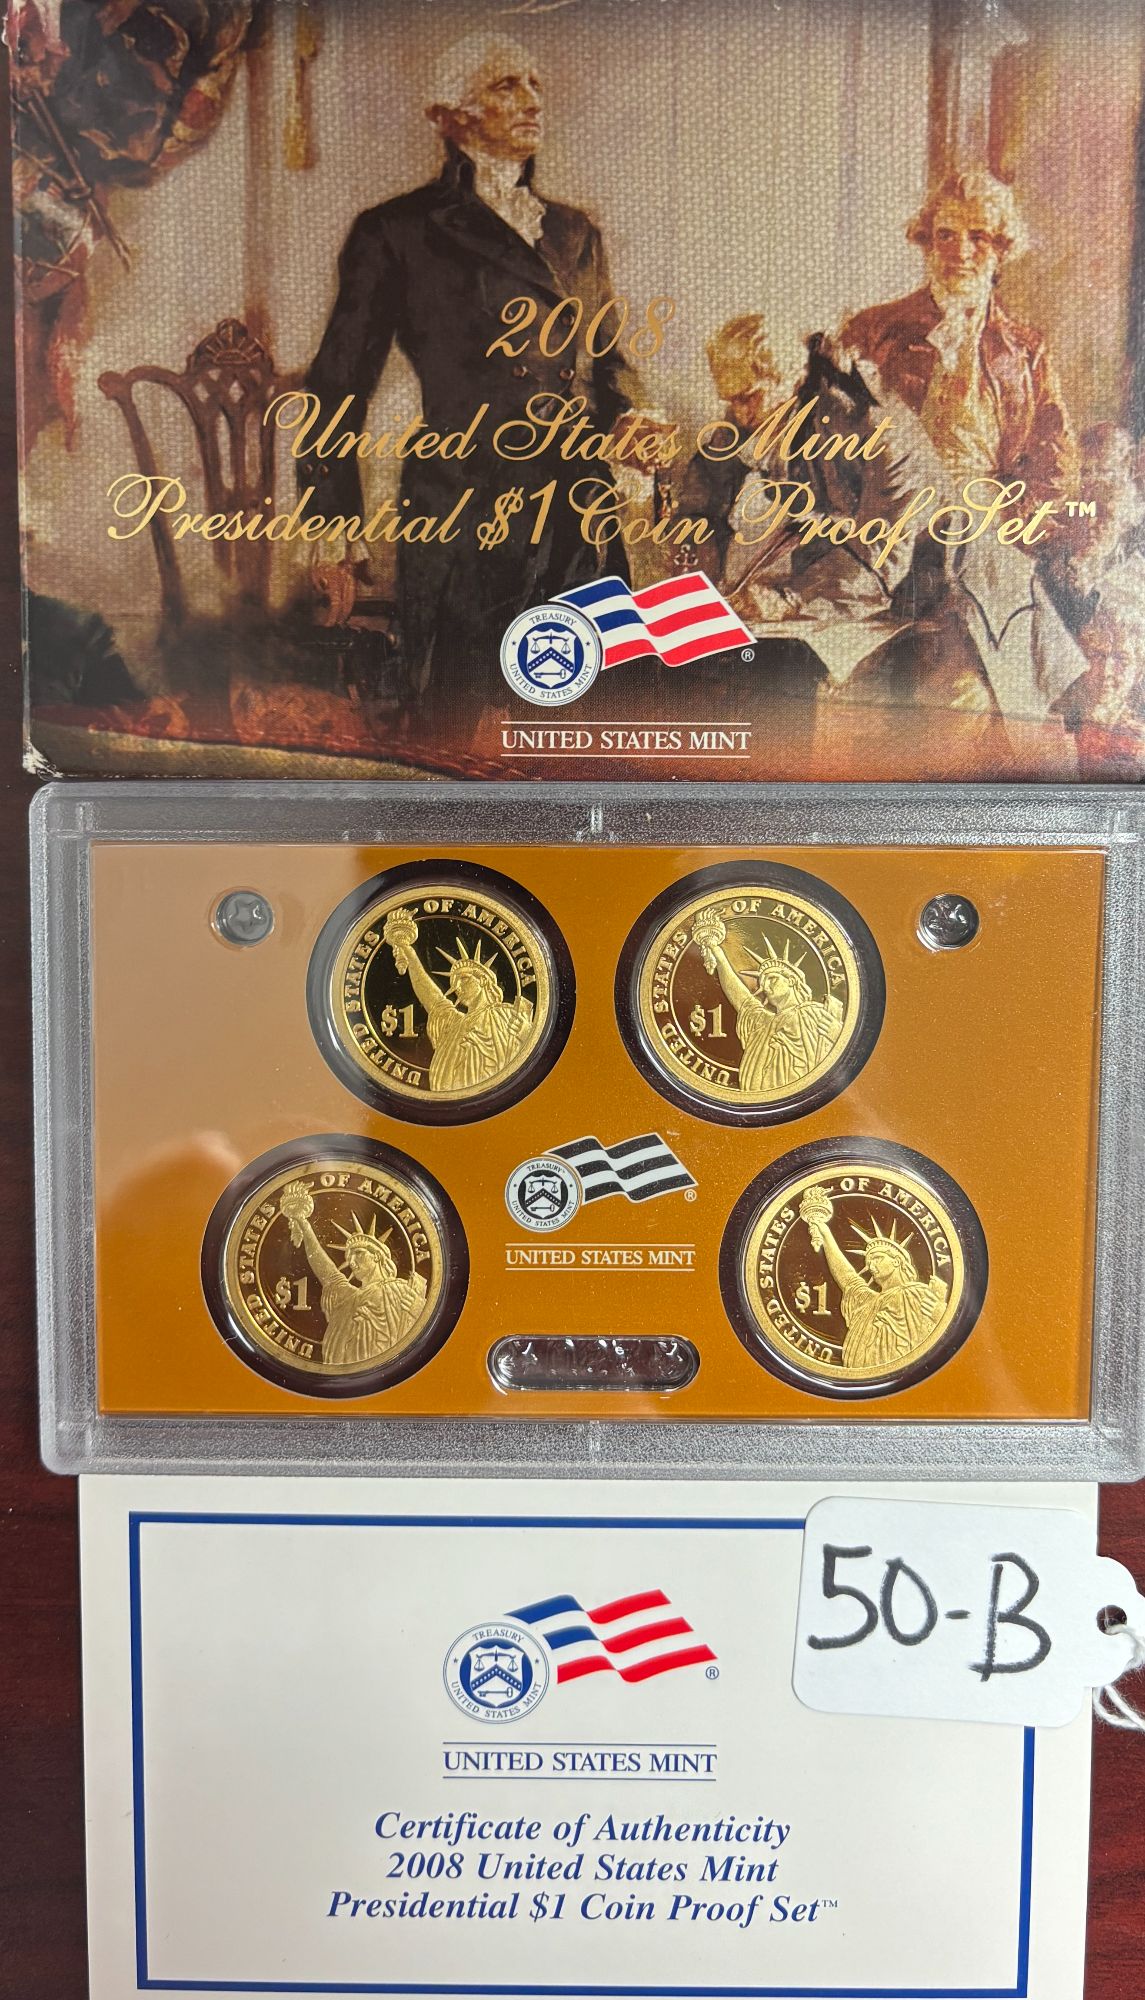 2008
United States Mint
Presidential $1 Coin Proof Set™
TREASURY
UNITED STATES MINT
®
UNITED STATES MINT
UNITED STATES OF AMERICA
$1
UNITED STATES OF AMERICA
$1
UNITED STATES OF AMERICA
$1
TREASURY
UNITED STATES MINT
®
UNITED STATES MINT
UNITED STATES OF AMERICA
$1
50-B
TREASURY
UNITED STATES MINT
®
UNITED STATES MINT
Certificate of Authenticity
2008 United States Mint
Presidential $1 Coin Proof Set™